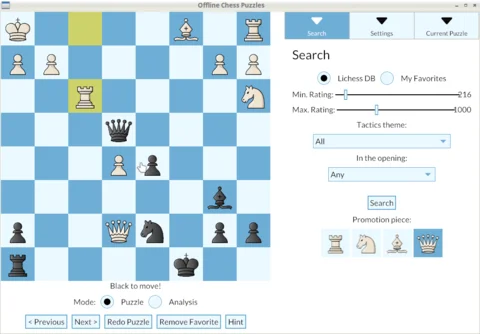 Offline Chess Puzzles
Search
Settings
Current Puzzle
Search
Lichess DB
My Favorites
Min. Rating:
216
Max. Rating:
1000
Tactics theme:
All
In the opening:
Any
Search
Promotion piece:
Black to move!
Mode:
Puzzle
Analysis
< Previous
Next >
Redo Puzzle
Remove Favorite
Hint